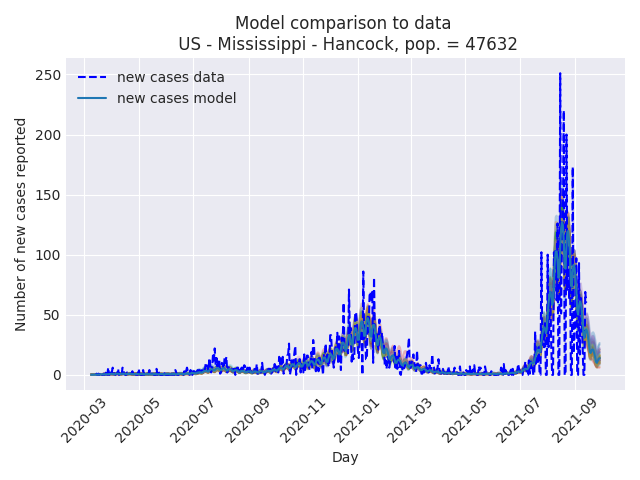 Model comparison to data
US - Mississippi - Hancock, pop. = 47632
new cases data
new cases model
Number of new cases reported
250
200
150
100
50
0
2020-03
2020-05
2020-07
2020-09
2020-11
2021-01
2021-03
2021-05
2021-07
2021-09
Day